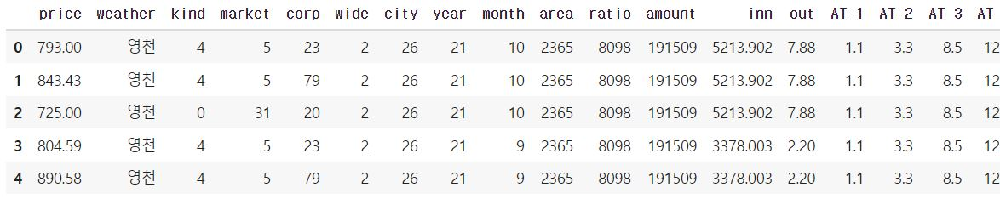 price weather kind market corp wide city year month area ratio amount inn out AT_1 AT_2 AT_3 AT_
0 793.00 영천 4 5 23 2 26 21 10 2365 8098 191509 5213.902 7.88 1.1 3.3 8.5 12
1 843.43 영천 4 5 79 2 26 21 10 2365 8098 191509 5213.902 7.88 1.1 3.3 8.5 12
2 725.00 영천 0 31 20 2 26 21 10 2365 8098 191509 5213.902 7.88 1.1 3.3 8.5 12
3 804.59 영천 4 5 23 2 26 21 9 2365 8098 191509 3378.003 2.20 1.1 3.3 8.5 12
4 890.58 영천 4 5 79 2 26 21 9 2365 8098 191509 3378.003 2.20 1.1 3.3 8.5 12